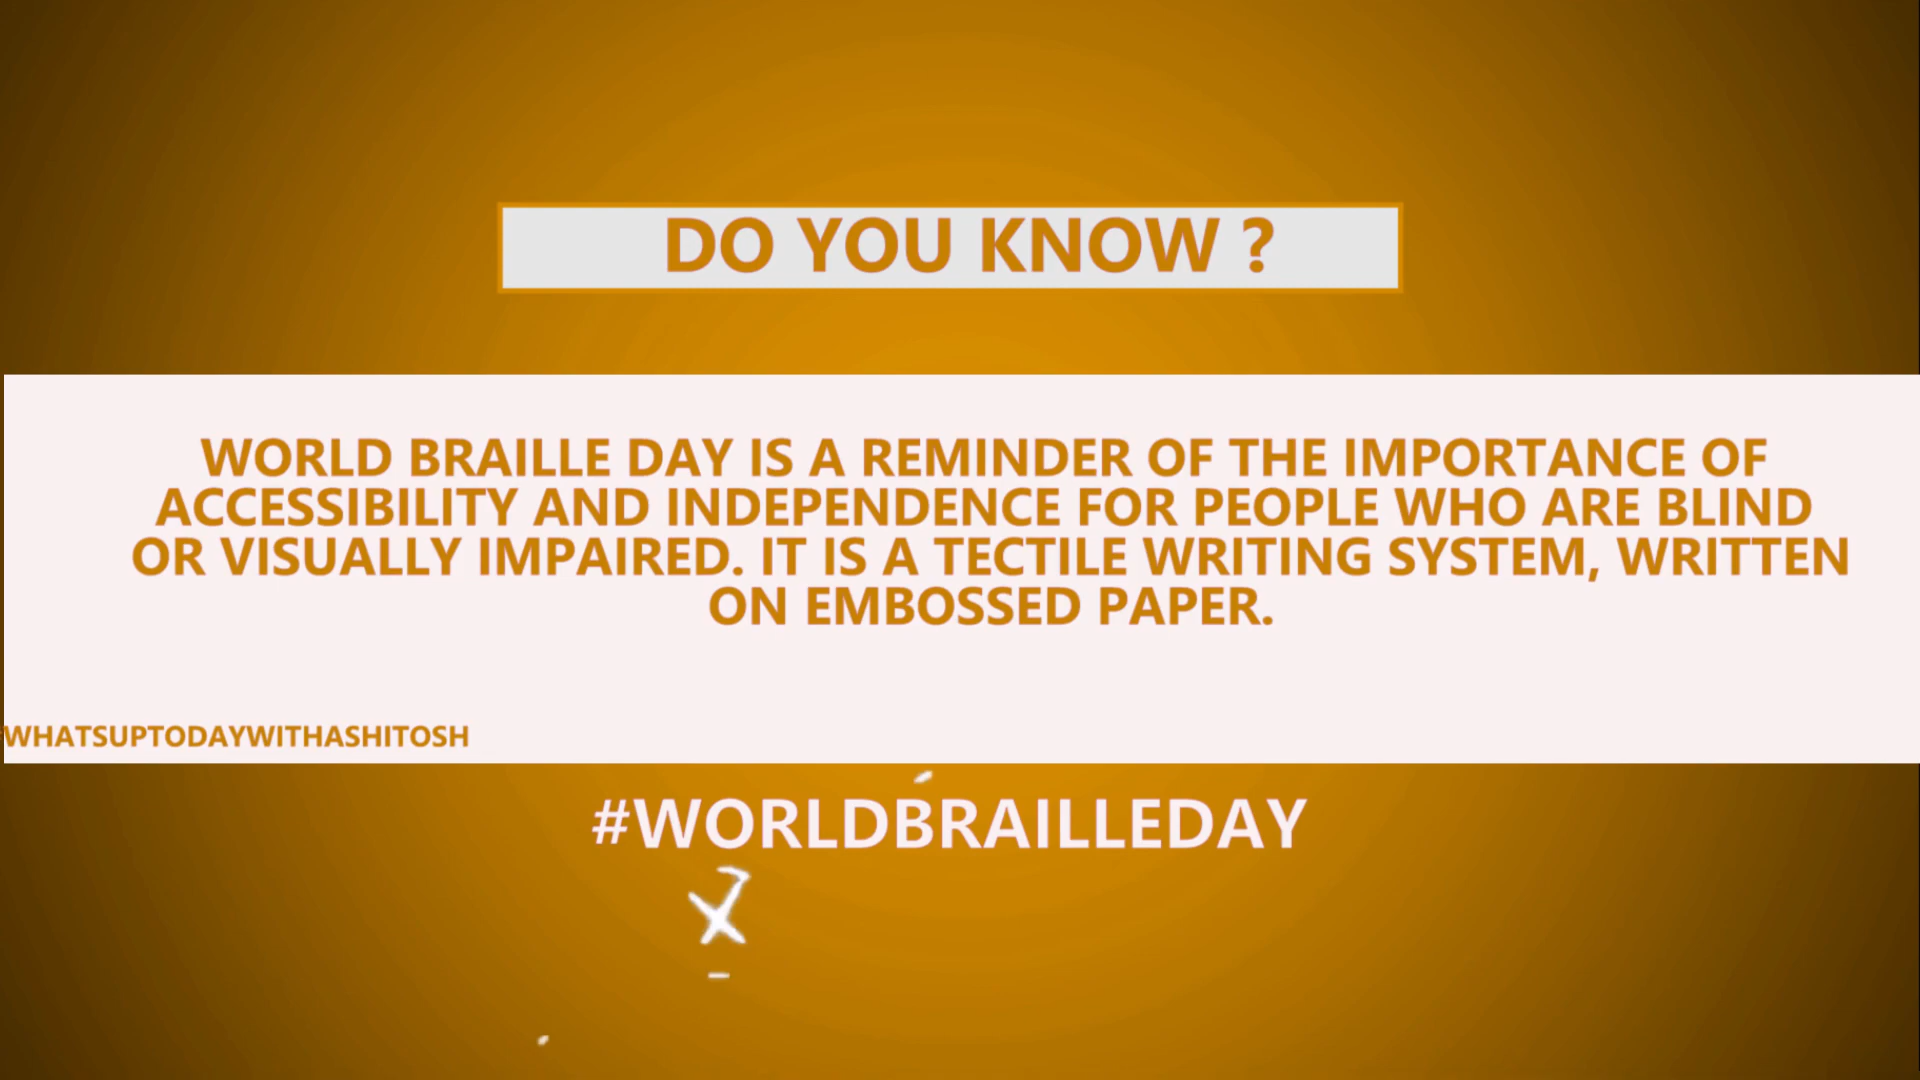 DO YOU KNOW ?
WORLD BRAILLE DAY IS A REMINDER OF THE IMPORTANCE OF
ACCESSIBILITY AND INDEPENDENCE FOR PEOPLE WHO ARE BLIND
OR VISUALLY IMPAIRED. IT IS A TECTILE WRITING SYSTEM, WRITTEN
ON EMBOSSED PAPER.
WHATSUPTODAYWITHASHITOSH
#WORLDBRAILLEDAY